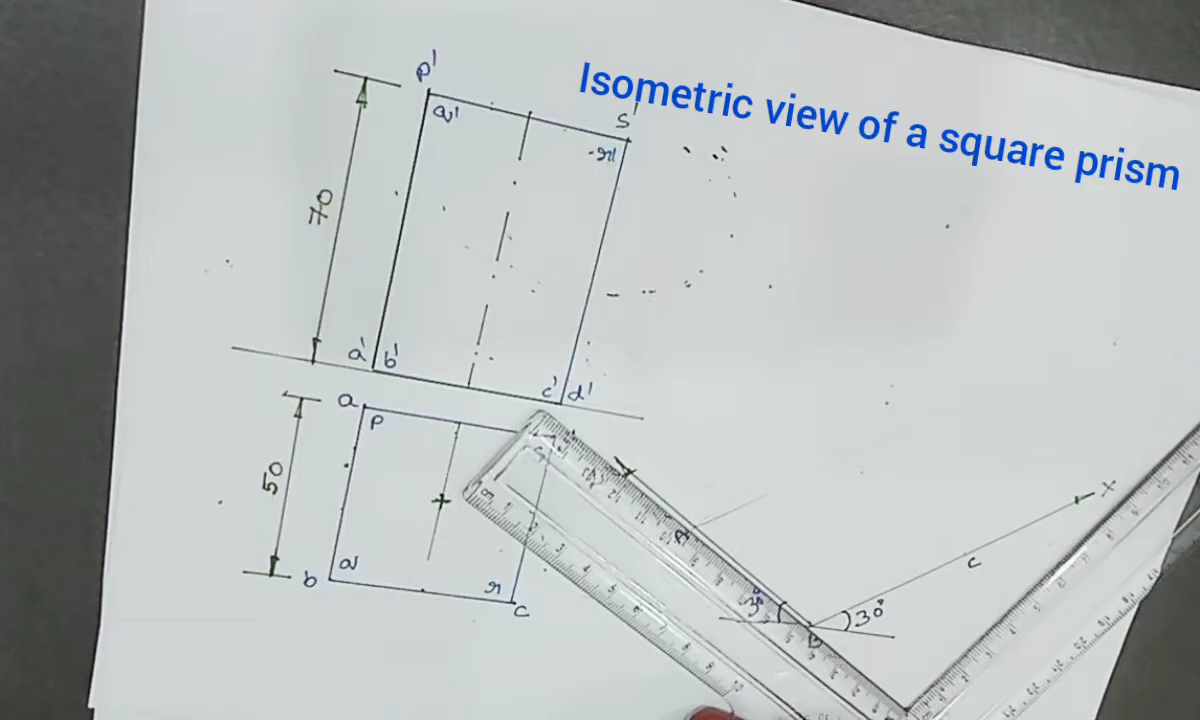 Isometric view of a square prism
p'
q'
s'
r'
70
a'
b'
c'
d'
a
p
s
50
b
q
r
c
Y
A
X
C
30°
30°
B